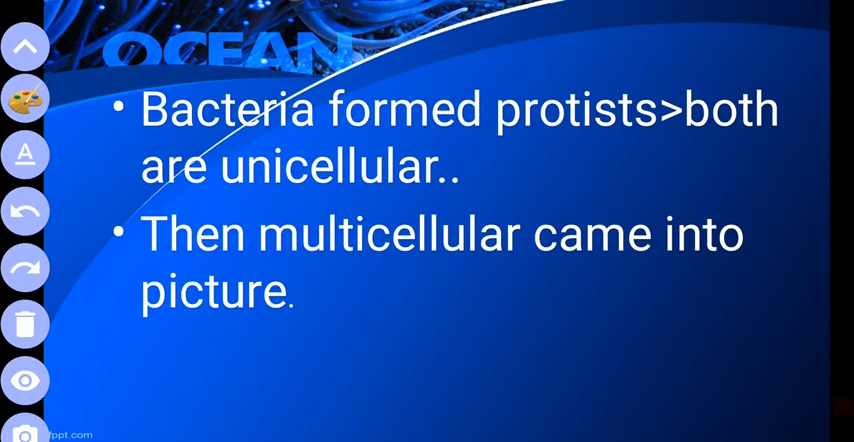 OCEAN
• Bacteria formed protists>both
are unicellular..
• Then multicellular came into
picture.
A
fppt.com